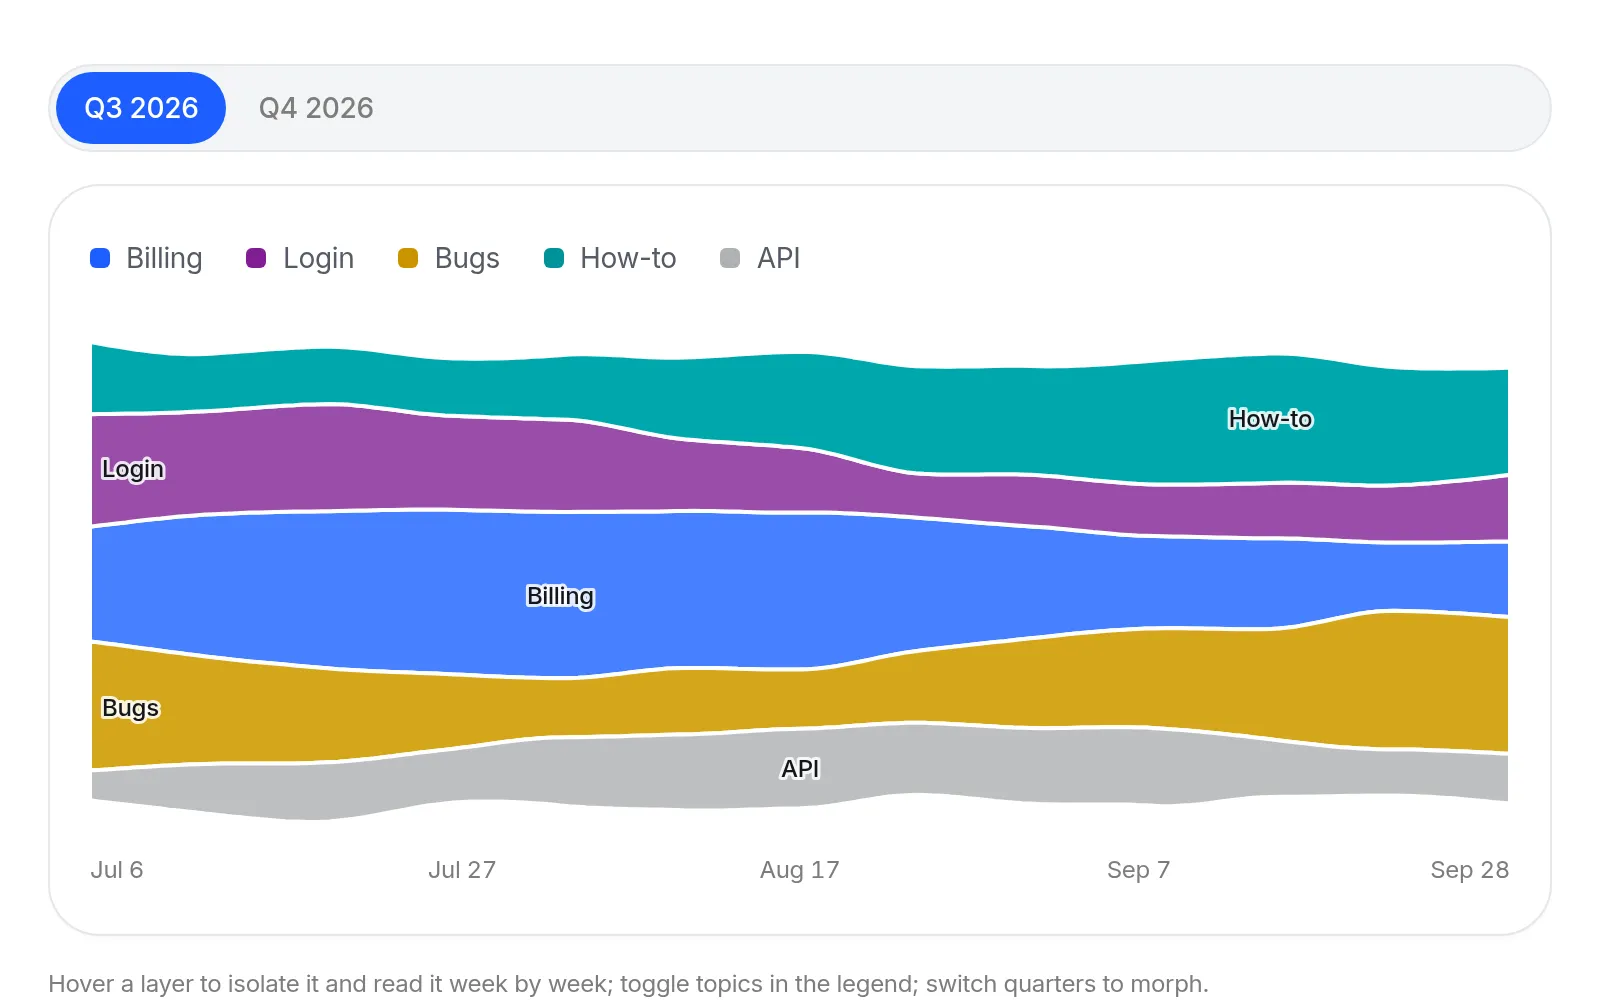 Q3 2026 Q4 2026
Billing Login Bugs How-to API
How-to
Login
Billing
Bugs
API
Jul 6 Jul 27 Aug 17 Sep 7 Sep 28
Hover a layer to isolate it and read it week by week; toggle topics in the legend; switch quarters to morph.